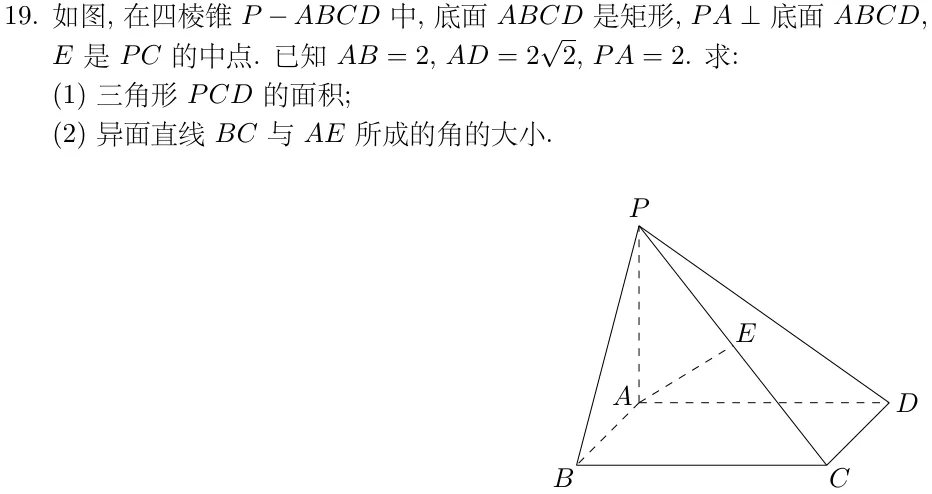 19. 如图, 在四棱锥 P − ABCD 中, 底面 ABCD 是矩形, PA ⊥ 底面 ABCD,
E 是 PC 的中点. 已知 AB = 2, AD = 2√2, PA = 2. 求:
(1) 三角形 PCD 的面积;
(2) 异面直线 BC 与 AE 所成的角的大小.
P
E
A
D
B
C